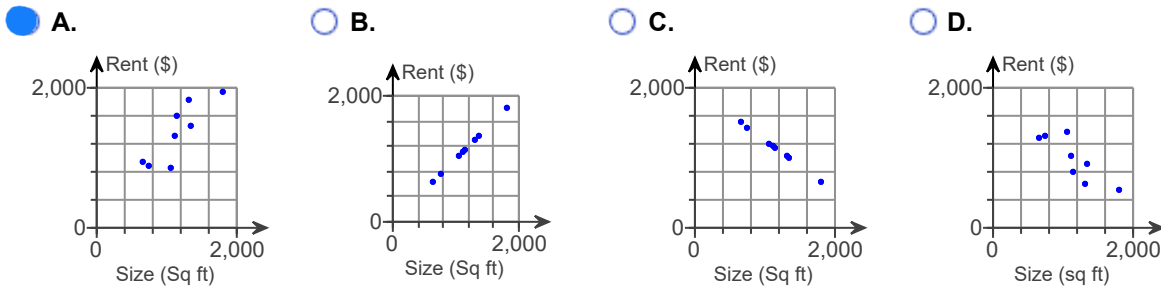 A.
Rent ($)
2,000
0
0
2,000
Size (Sq ft)
B.
Rent ($)
2,000
0
0
2,000
Size (Sq ft)
C.
Rent ($)
2,000
0
0
2,000
Size (Sq ft)
D.
Rent ($)
2,000
0
0
2,000
Size (sq ft)